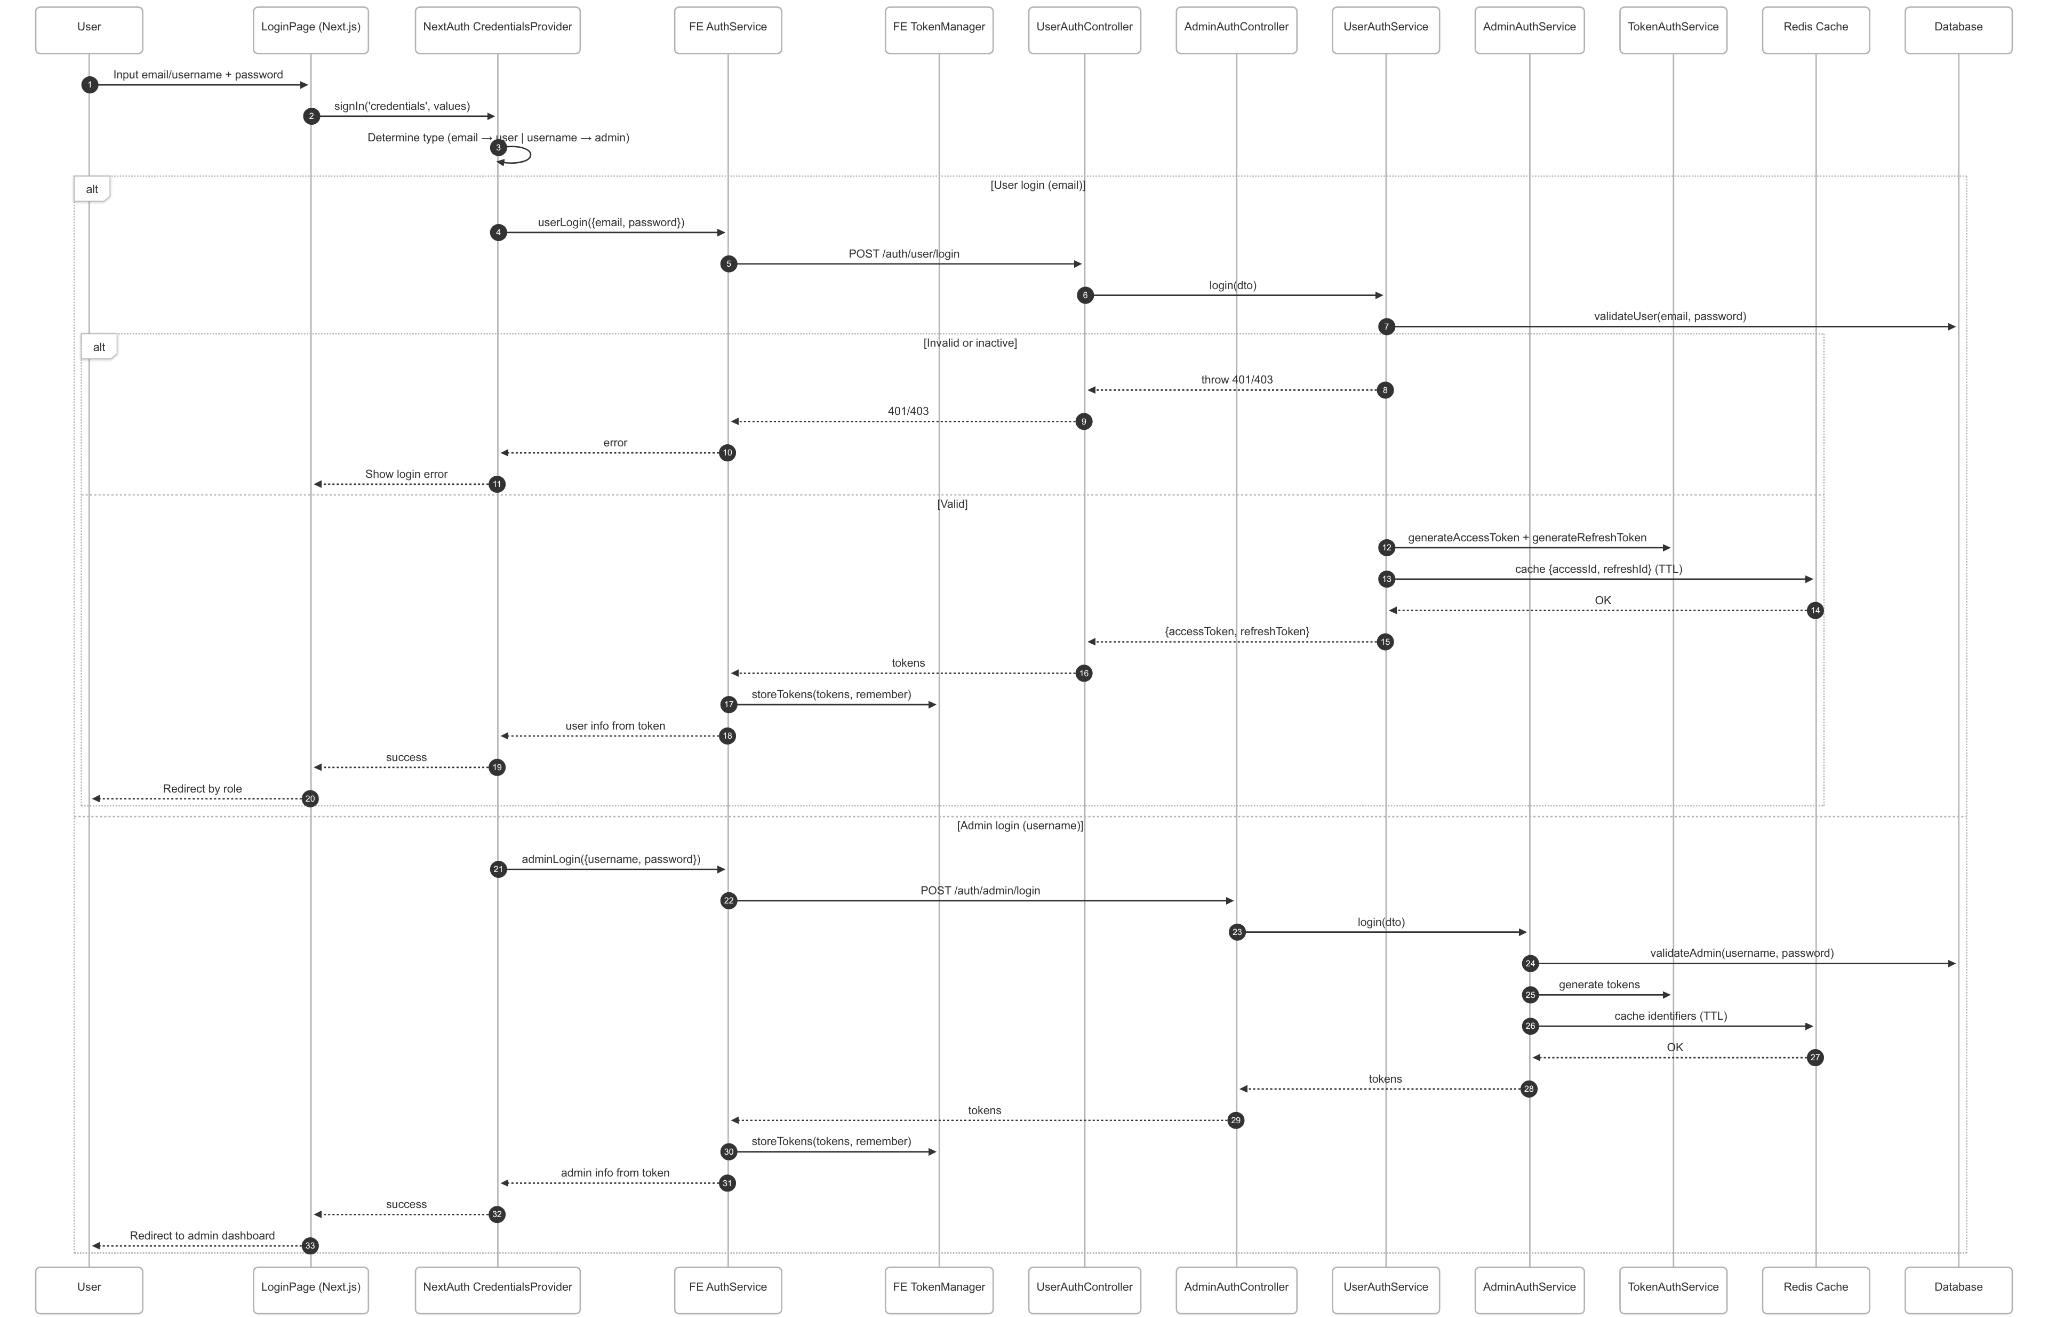 User
LoginPage (Next.js)
NextAuth CredentialsProvider
FE AuthService
FE TokenManager
UserAuthController
AdminAuthController
UserAuthService
AdminAuthService
TokenAuthService
Redis Cache
Database
Input email/username + password
1
signIn('credentials', values)
2
Determine type (email → user | username → admin)
3
alt
[User login (email)]
userLogin({email, password})
4
POST /auth/user/login
5
login(dto)
6
validateUser(email, password)
7
alt
[Invalid or inactive]
throw 401/403
8
401/403
9
error
10
Show login error
11
[Valid]
generateAccessToken + generateRefreshToken
12
cache {accessId, refreshId} (TTL)
13
OK
14
{accessToken, refreshToken}
15
tokens
16
storeTokens(tokens, remember)
17
user info from token
18
success
19
Redirect by role
20
[Admin login (username)]
adminLogin({username, password})
21
POST /auth/admin/login
22
login(dto)
23
validateAdmin(username, password)
24
generate tokens
25
cache identifiers (TTL)
26
OK
27
tokens
28
tokens
29
storeTokens(tokens, remember)
30
admin info from token
31
success
32
Redirect to admin dashboard
33
User
LoginPage (Next.js)
NextAuth CredentialsProvider
FE AuthService
FE TokenManager
UserAuthController
AdminAuthController
UserAuthService
AdminAuthService
TokenAuthService
Redis Cache
Database